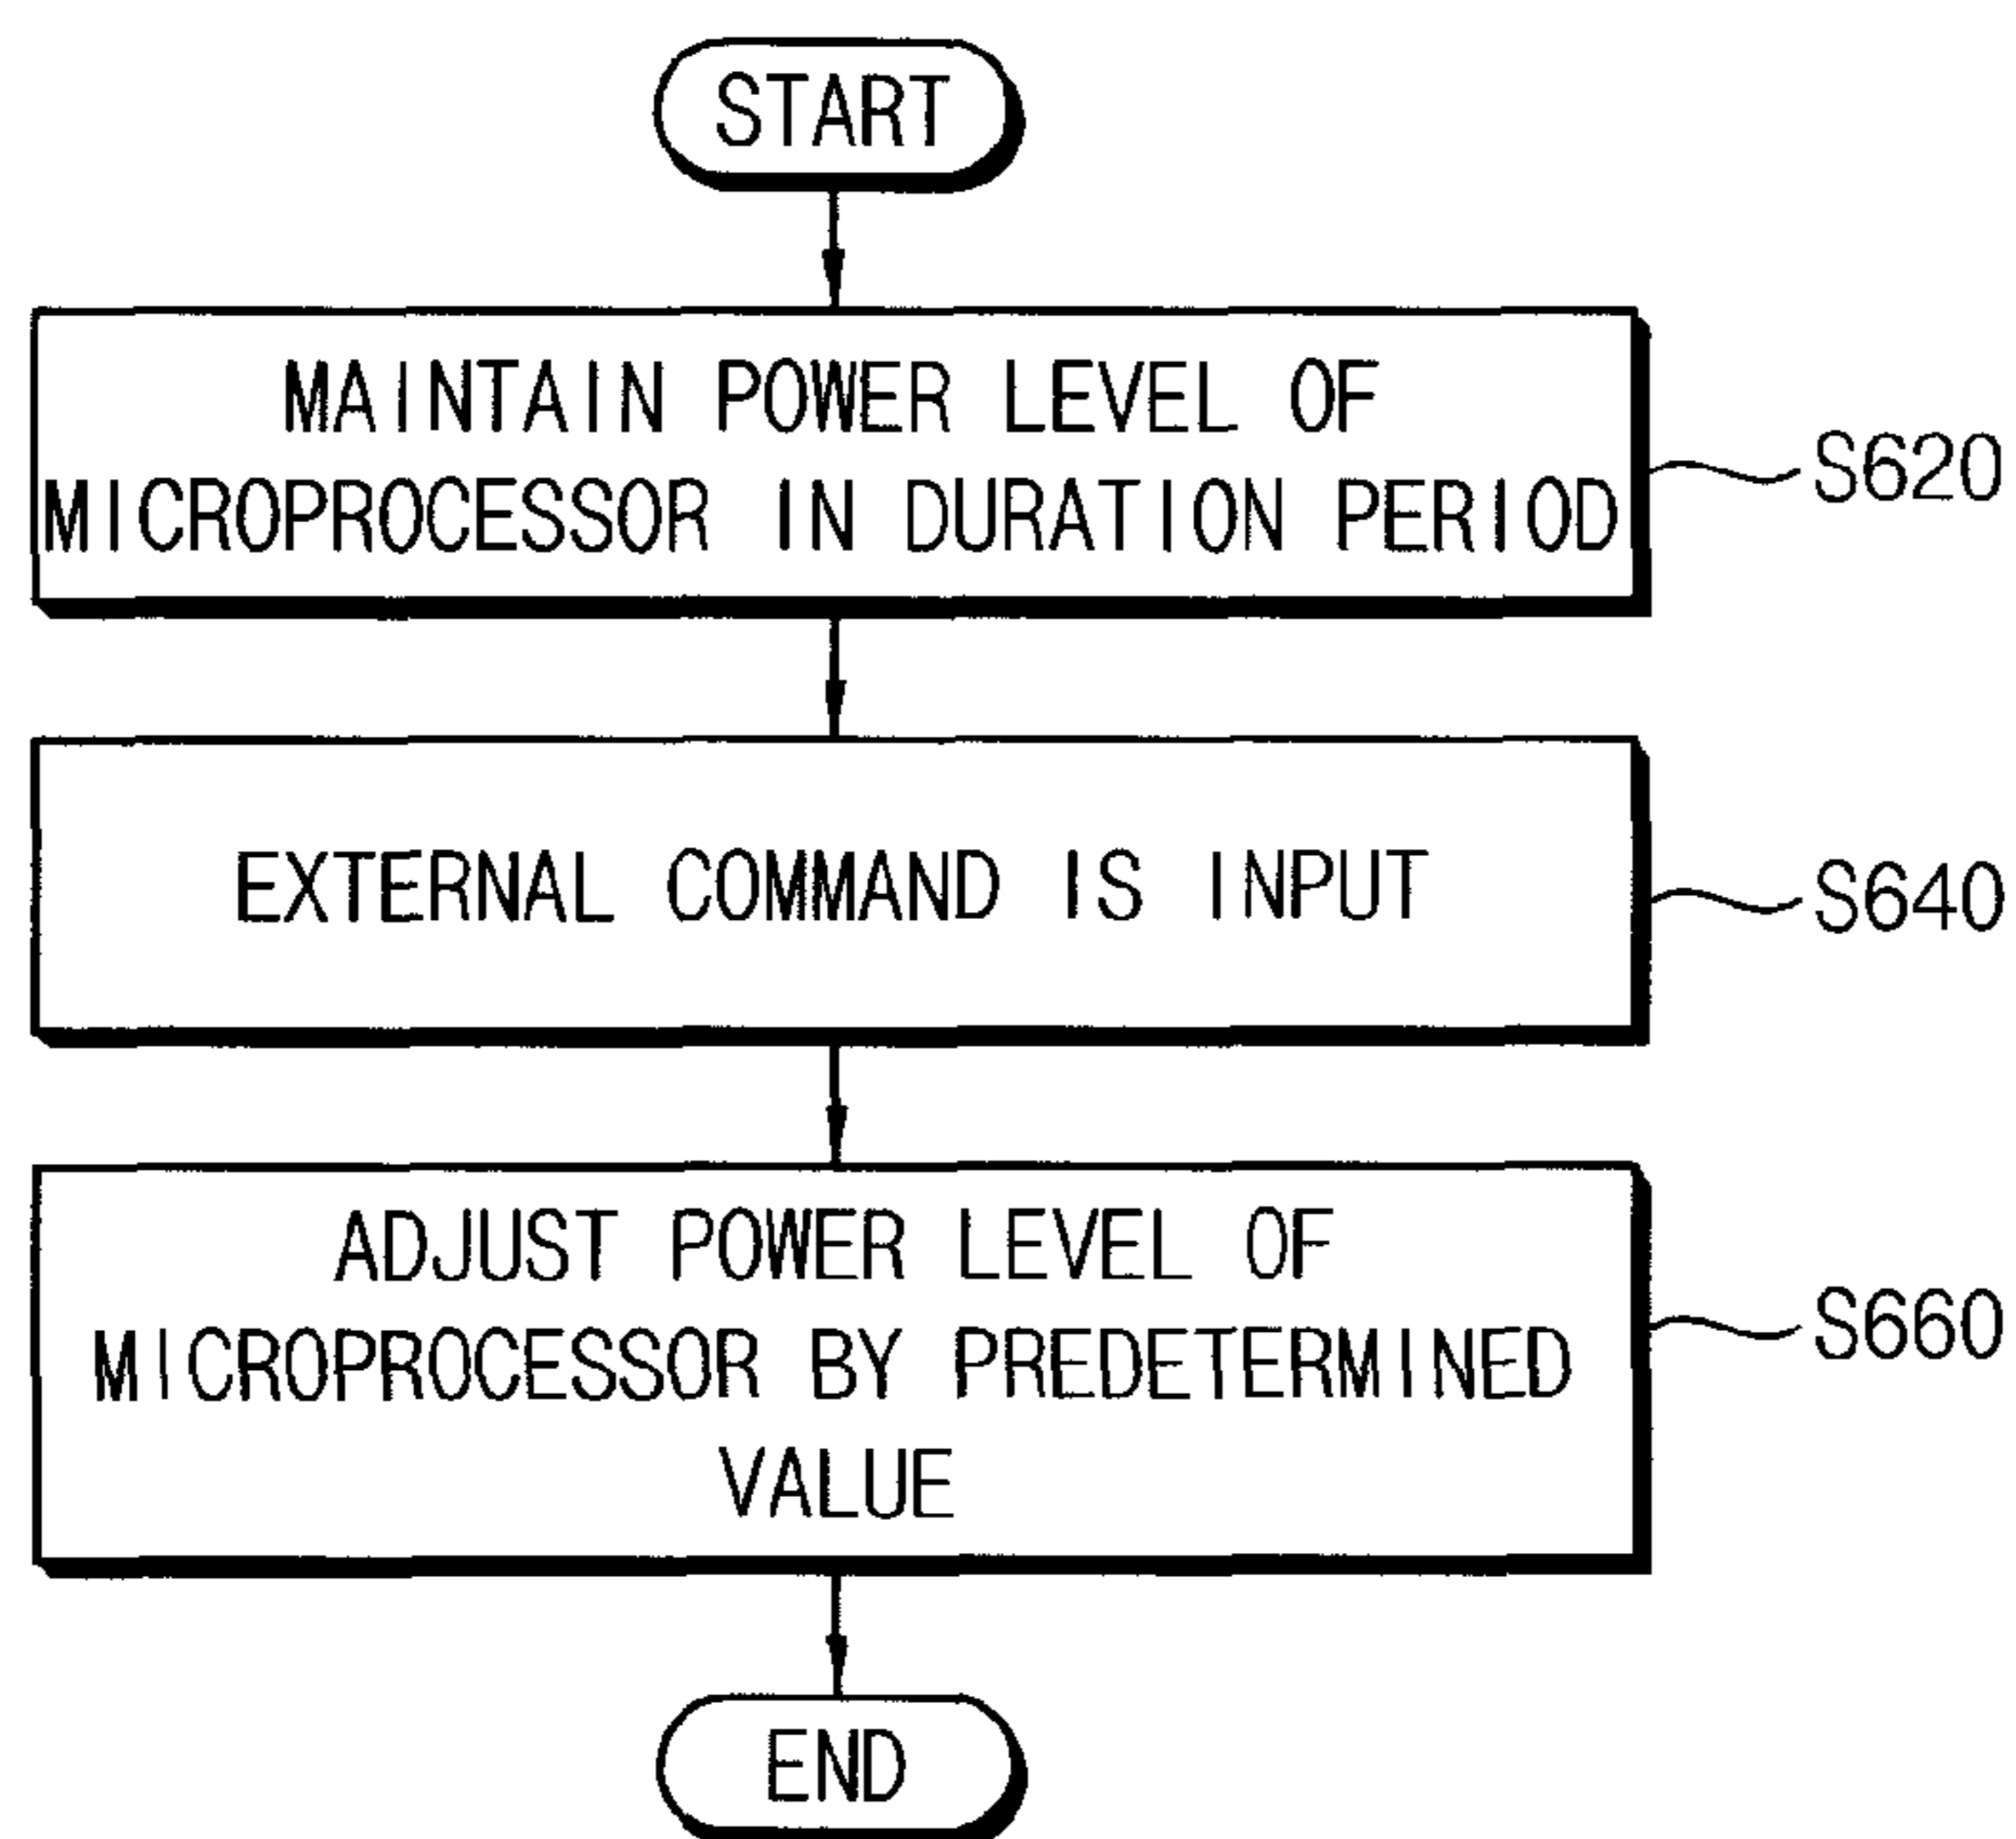 START
MAINTAIN POWER LEVEL OF
MICROPROCESSOR IN DURATION PERIOD
S620
EXTERNAL COMMAND IS INPUT
S640
ADJUST POWER LEVEL OF
MICROPROCESSOR BY PREDETERMINED
VALUE
S660
END